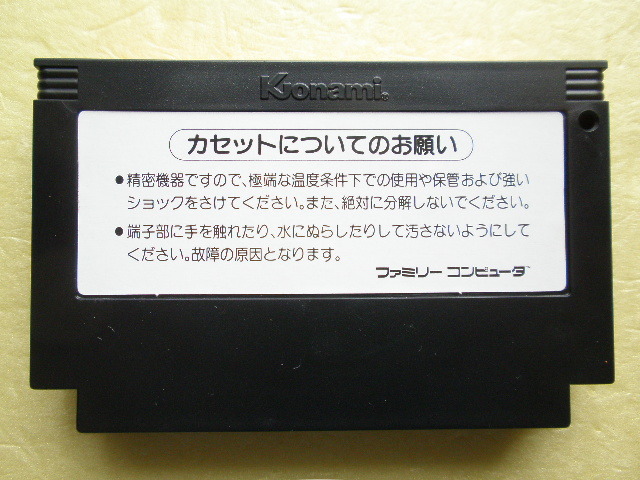 Konami®
カセットについてのお願い
●精密機器ですので、極端な温度条件下での使用や保管および強い
ショックをさけてください。また、絶対に分解しないでください。
●端子部に手を触れたり、水にぬらしたりして汚さないようにして
ください。故障の原因となります。
ファミリー コンピュータ™